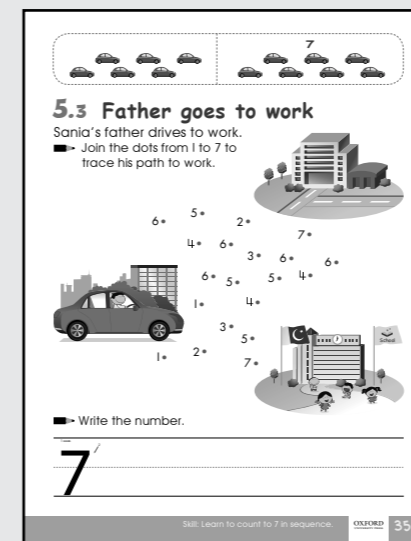 7
5.3 Father goes to work
Sania's father drives to work.
Join the dots from 1 to 7 to
trace his path to work.
5
6 2
7
4 6
3 6 6
6 5 5 4
1 4
3
5
1 2 7
School
Write the number.
7
Skill: Learn to count to 7 in sequence.
OXFORD
35